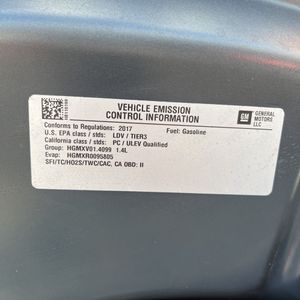 VEHICLE EMISSION
CONTROL INFORMATION
GM
GENERAL
MOTORS
LLC
Conforms to Regulations: 2017 Fuel: Gasoline
U.S. EPA class / stds: LDV / TIER3
California class / stds: PC / ULEV Qualified
Group: HGMXV01.4099 1.4L
Evap: HGMXR0095805
SFI/TC/HO2S/TWC/CAC, CA OBD: II